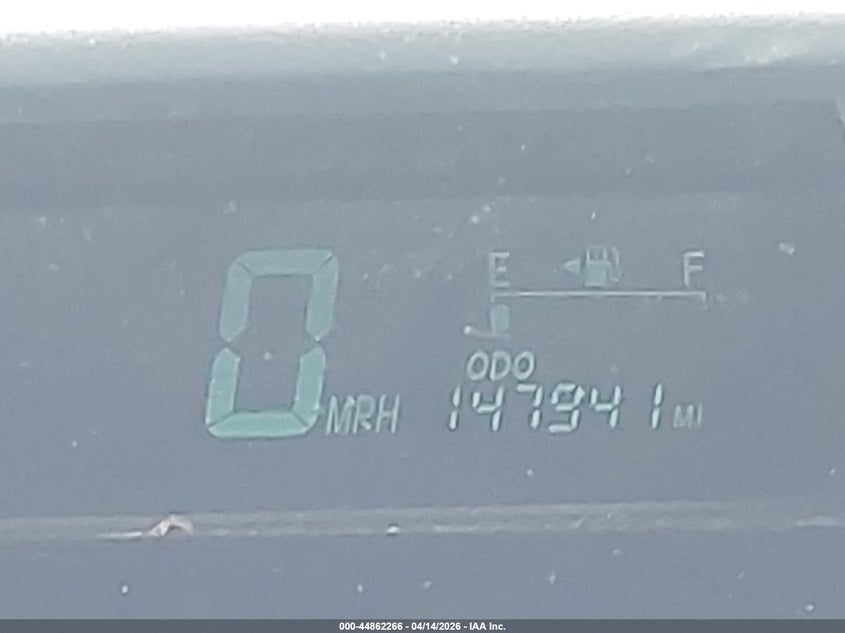 E F
ODO
0 MPH 147941 MI
000-44862266 - 04/14/2026 - IAA Inc.